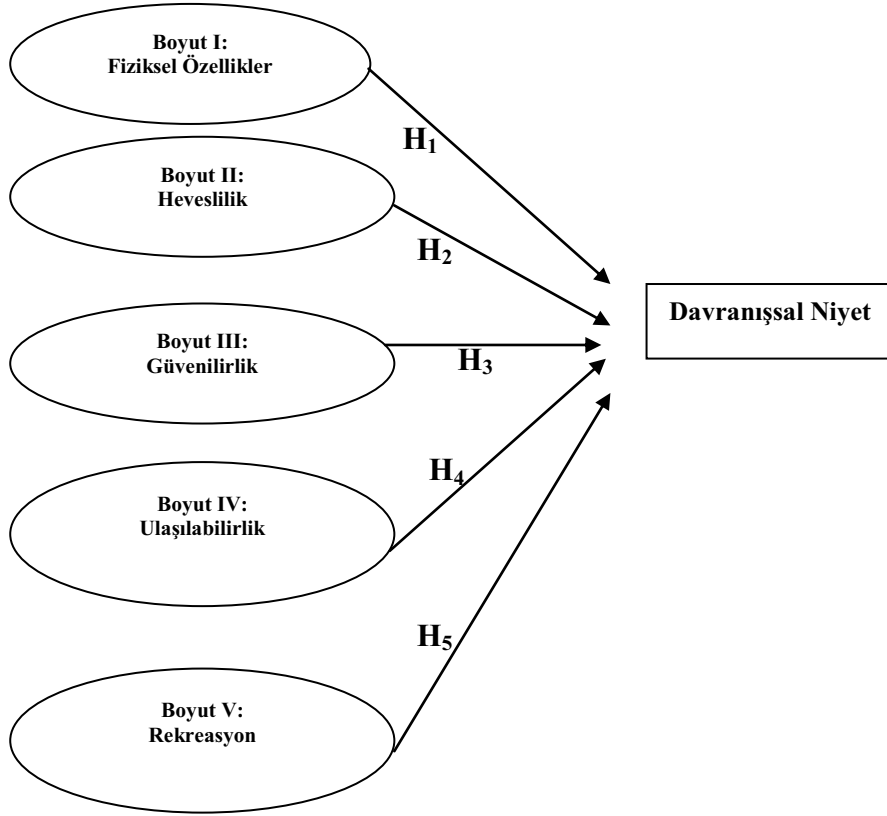 Boyut I:
Fiziksel Özellikler
H1
Boyut II:
Heveslilik
H2
Davranışsal Niyet
Boyut III:
Güvenilirlik
H3
Boyut IV:
Ulaşılabilirlik
H4
H5
Boyut V:
Rekreasyon